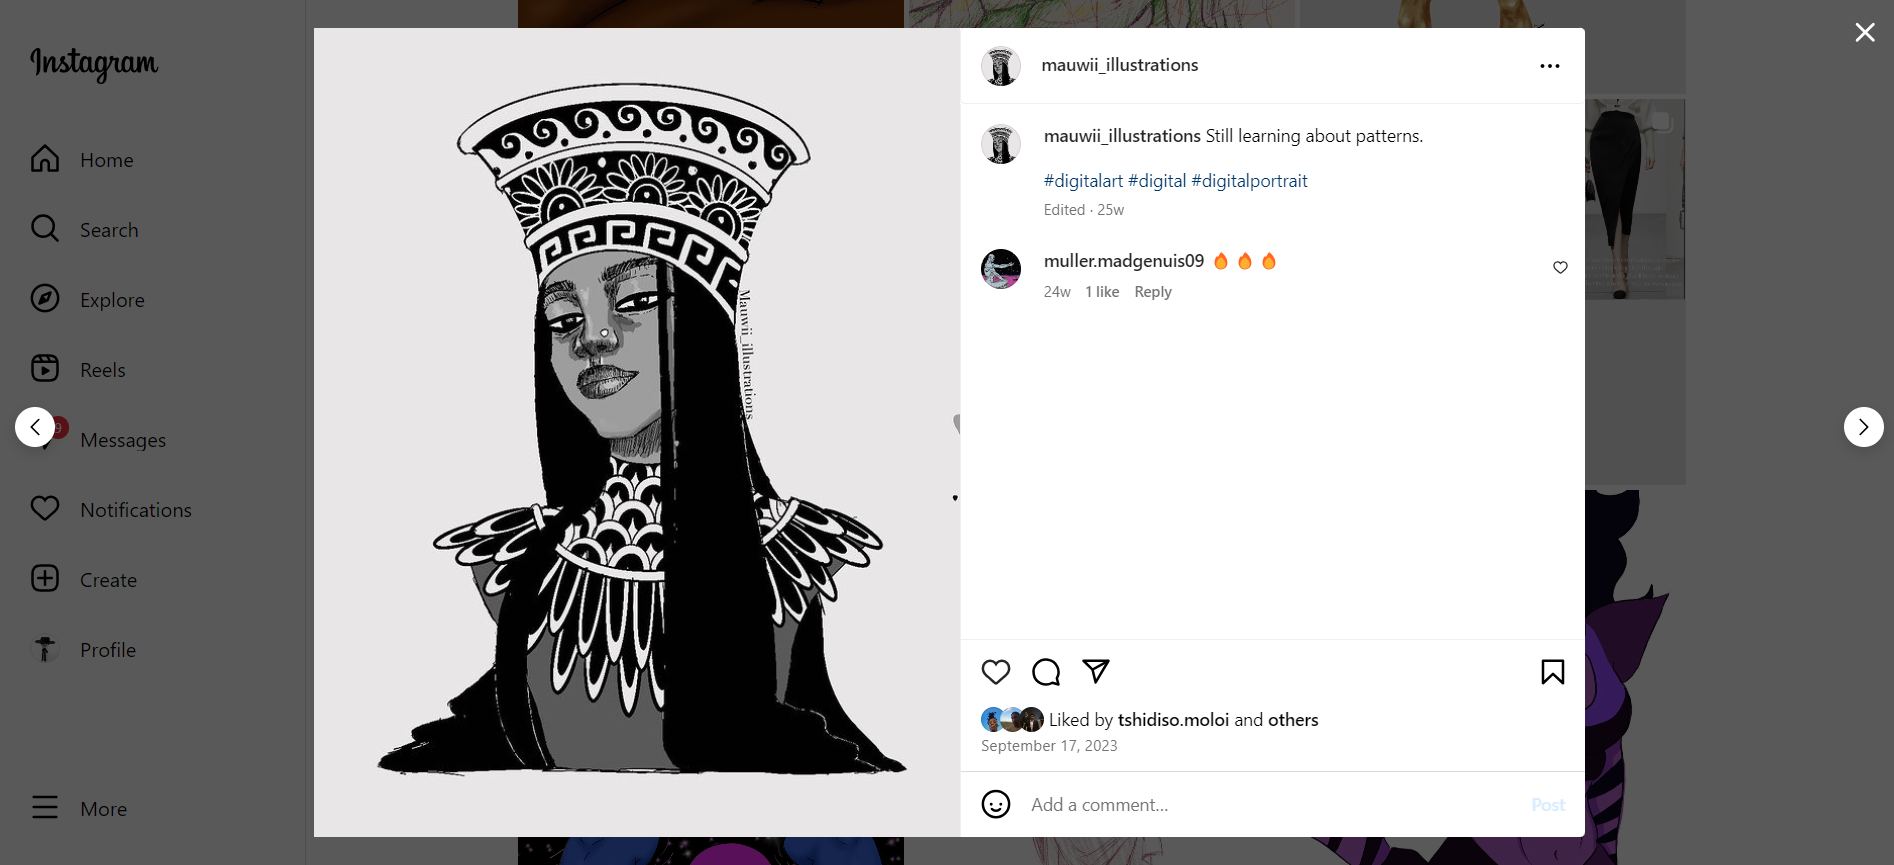 Instagram
Home
Search
Explore
Reels
9
Messages
Notifications
Create
Profile
More
Mauwii_illustrations
mauwii_illustrations
mauwii_illustrations Still learning about patterns.
#digitalart #digital #digitalportrait
Edited · 25w
muller.madgenuis09 🔥 🔥 🔥
24w 1 like Reply
Liked by tshidiso.moloi and others
September 17, 2023
Add a comment...
Post